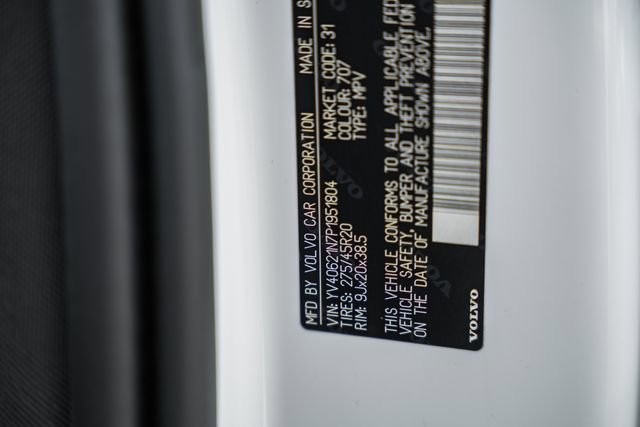 MFD BY VOLVO CAR CORPORATION MADE IN S
VIN: YV40621N7P1951804 MARKET CODE: 31
TIRES: 275/45R20 COLOUR: 707
RIM: 9Jx20x38.5 TYPE: MPV
THIS VEHICLE CONFORMS TO ALL APPLICABLE FED
VEHICLE SAFETY, BUMPER AND THEFT PREVENTION
ON THE DATE OF MANUFACTURE SHOWN ABOVE.
VOLVO